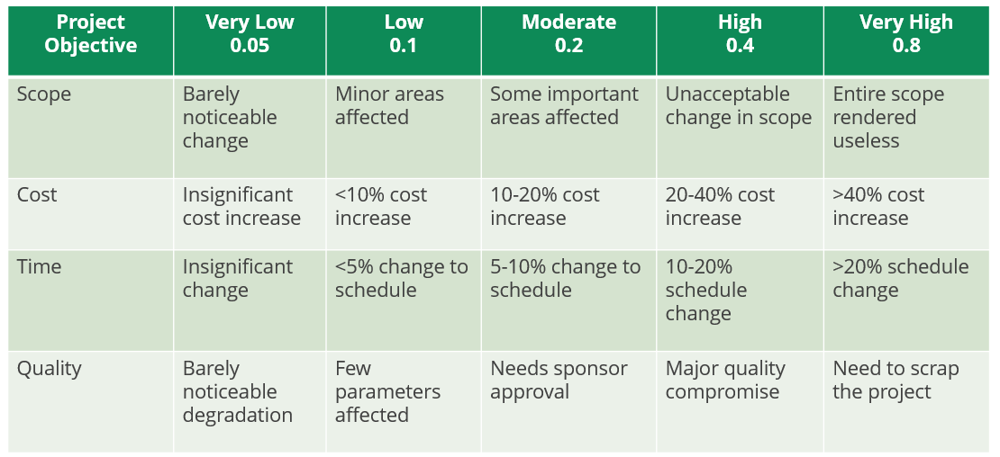 Project
Objective
Very Low
0.05
Low
0.1
Moderate
0.2
High
0.4
Very High
0.8
Scope
Barely
noticeable
change
Minor areas
affected
Some important
areas affected
Unacceptable
change in scope
Entire scope
rendered
useless
Cost
Insignificant
cost increase
<10% cost
increase
10-20% cost
increase
20-40% cost
increase
>40% cost
increase
Time
Insignificant
change
<5% change to
schedule
5-10% change to
schedule
10-20%
schedule
change
>20% schedule
change
Quality
Barely
noticeable
degradation
Few
parameters
affected
Needs sponsor
approval
Major quality
compromise
Need to scrap
the project